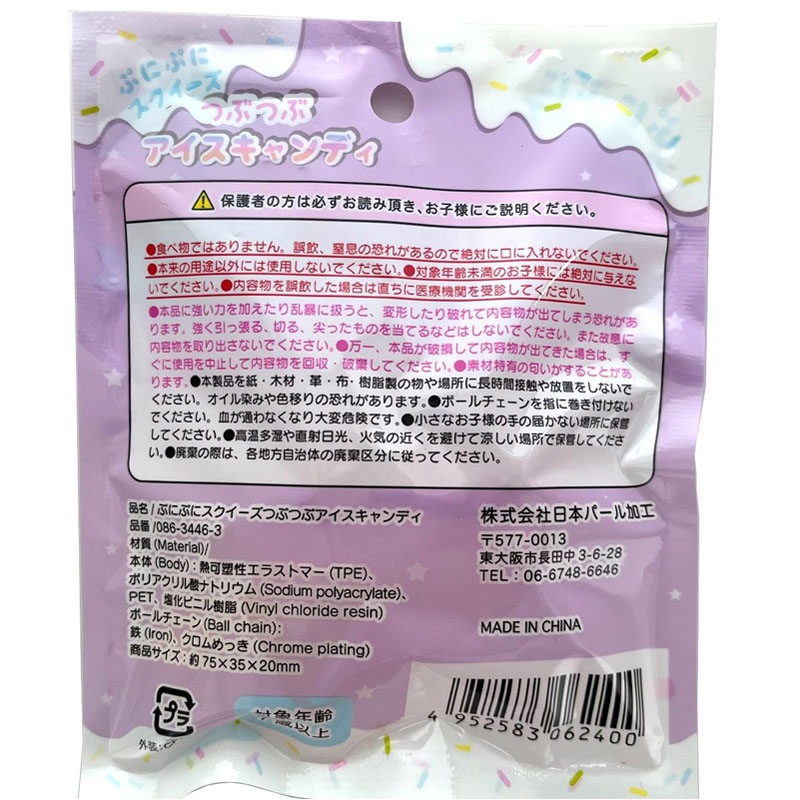 ぷにぷに
スクイーズ
つぶつぶ
アイスキャンディ
保護者の方は必ずお読み頂き、お子様にご説明ください。
●食べ物ではありません。誤飲、窒息の恐れがあるので絶対に口に入れないでください。
●本来の用途以外には使用しないでください。●対象年齢未満のお子様には絶対に与えな
いでください。●内容物を誤飲した場合は直ちに医療機関を受診してください。
●本品に強い力を加えたり乱暴に扱うと、変形したり破れて内容物が出てしまう恐れがあ
ります。強く引っ張る、切る、尖ったものを当てるなどはしないでください。また故意に
内容物を取り出さないでください。●万一、本品が破損して内容物が出てきた場合は、す
ぐに使用を中止して内容物を回収・破棄してください。●素材特有の匂いがすることがあ
ります。●本製品を紙・木材・革・布・樹脂製の物や場所に長時間接触や放置をしないで
ください。オイル染みや色移りの恐れがあります。●ボールチェーンを指に巻き付けない
でください。血が通わなくなり大変危険です。●小さなお子様の手の届かない場所に保管
してください。●高温多湿や直射日光、火気の近くを避けて涼しい場所で保管してください。
●廃棄の際は、各地方自治体の廃棄区分に従ってください。
品名/ぷにぷにスクイーズつぶつぶアイスキャンディ
品番/086-3446-3
材質(Material)/
本体(Body):熱可塑性エラストマー(TPE)、
ポリアクリル酸ナトリウム(Sodium polyacrylate)、
PET、塩化ビニル樹脂(Vinyl chloride resin)
ボールチェーン(Ball chain):
鉄(Iron)、クロムめっき(Chrome plating)
商品サイズ:約75×35×20mm
株式会社日本パール加工
〒577-0013
東大阪市長田中3-6-28
TEL:06-6748-6646
MADE IN CHINA
プラ
外装:
対象年齢
歳以上
4 952583 062400